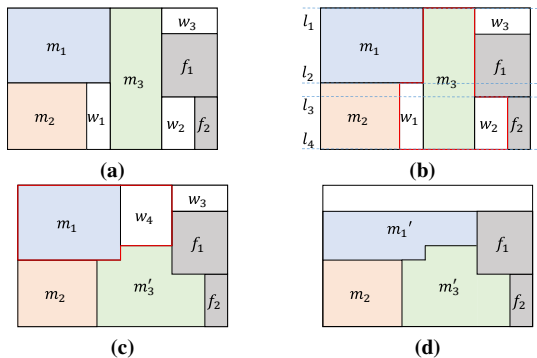 m₁ w₃
m₃ f₁
m₂ w₁ w₂ f₂
(a)
l₁ m₁ w₃
l₂ m₃ f₁
l₃ m₂ w₁ w₂ f₂
l₄
(b)
m₁ w₄ w₃
f₁
m₂ m₃′ f₂
(c)
m₁′ f₁
m₂ m₃′ f₂
(d)